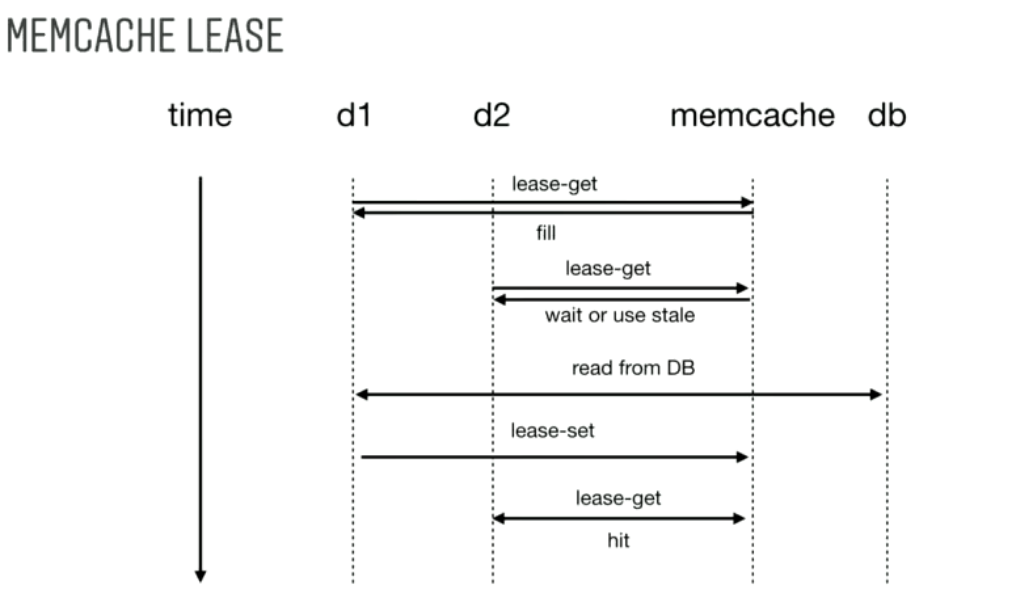 MEMCACHE LEASE
time d1 d2 memcache db
lease-get
fill
lease-get
wait or use stale
read from DB
lease-set
lease-get
hit